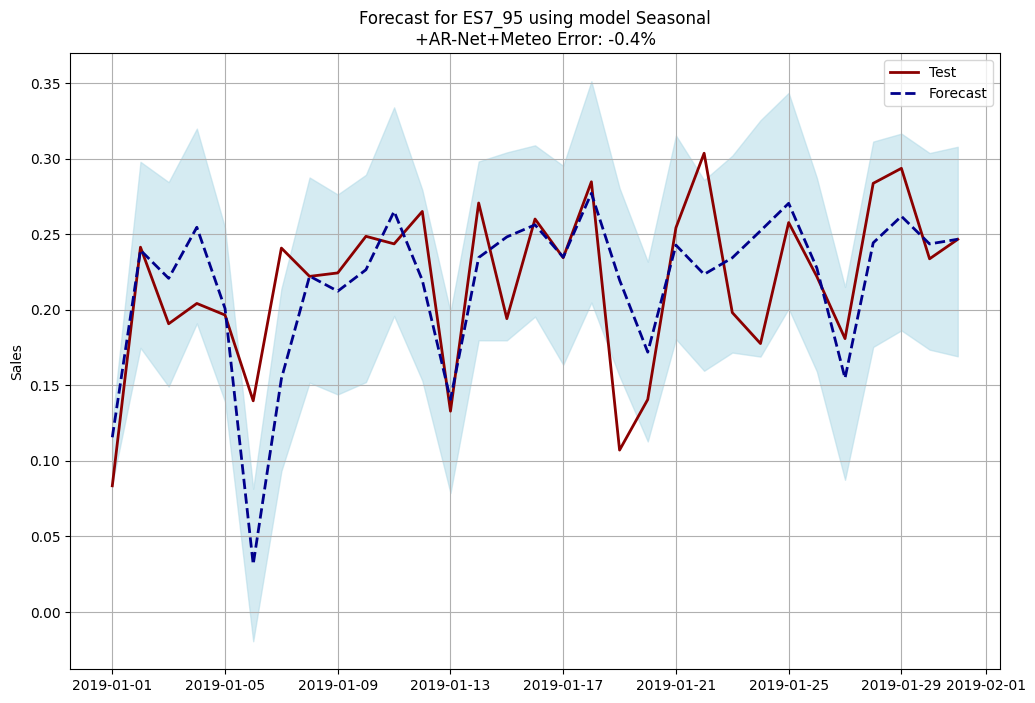 Forecast for ES7_95 using model Seasonal
+AR-Net+Meteo Error: -0.4%
Test
Forecast
Sales
0.35
0.30
0.25
0.20
0.15
0.10
0.05
0.00
2019-01-01 2019-01-05 2019-01-09 2019-01-13 2019-01-17 2019-01-21 2019-01-25 2019-01-29 2019-02-01